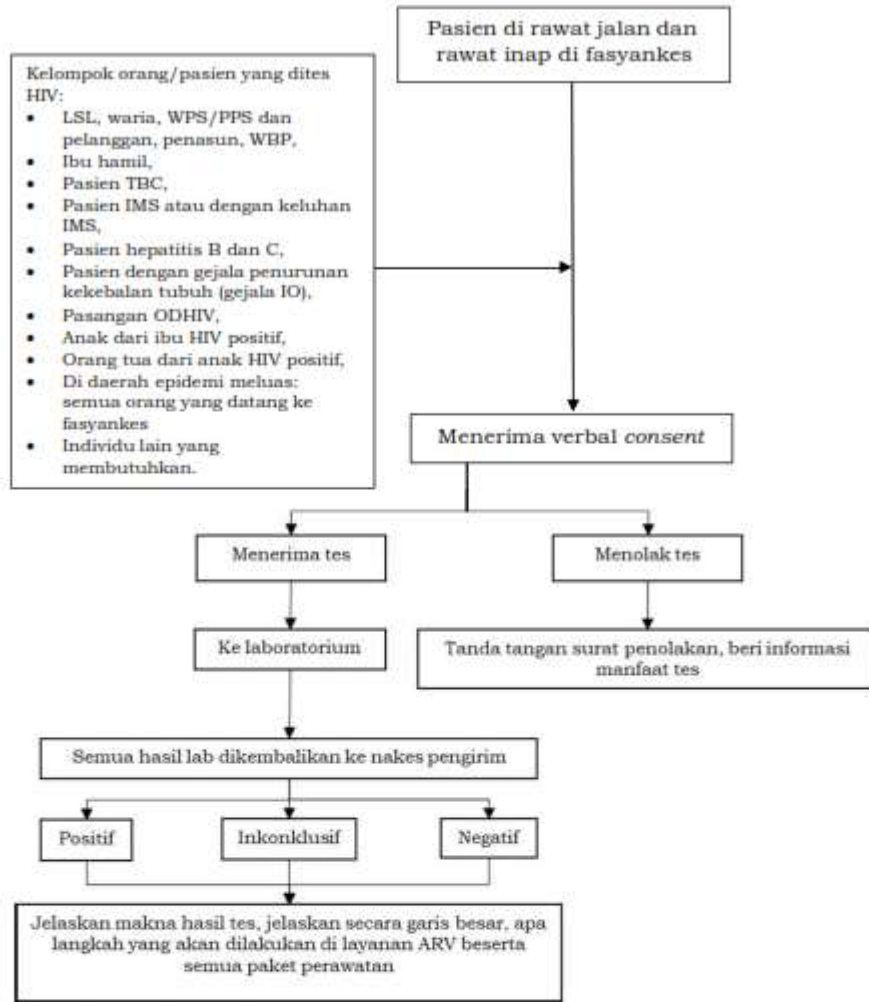 Pasien di rawat jalan dan
rawat inap di fasyankes
Kelompok orang/pasien yang dites
HIV:
• LSL, waria, WPS/PPS dan
pelanggan, penasun, WBP,
• Ibu hamil,
• Pasien TBC,
• Pasien IMS atau dengan keluhan
IMS,
• Pasien hepatitis B dan C,
• Pasien dengan gejala penurunan
kekebalan tubuh (gejala IO),
• Pasangan ODHIV,
• Anak dari ibu HIV positif,
• Orang tua dari anak HIV positif,
• Di daerah epidemi meluas:
semua orang yang datang ke
fasyankes
• Individu lain yang
membutuhkan.
Menerima verbal consent
Menerima tes
Menolak tes
Ke laboratorium
Tanda tangan surat penolakan, beri informasi
manfaat tes
Semua hasil lab dikembalikan ke nakes pengirim
Positif
Inkonklusif
Negatif
Jelaskan makna hasil tes, jelaskan secara garis besar, apa
langkah yang akan dilakukan di layanan ARV beserta
semua paket perawatan